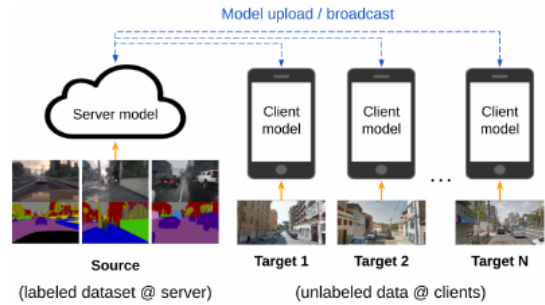 Model upload / broadcast
Server model
Client
model
Client
model
Client
model
...
Source
Target 1
Target 2
Target N
(labeled dataset @ server)
(unlabeled data @ clients)